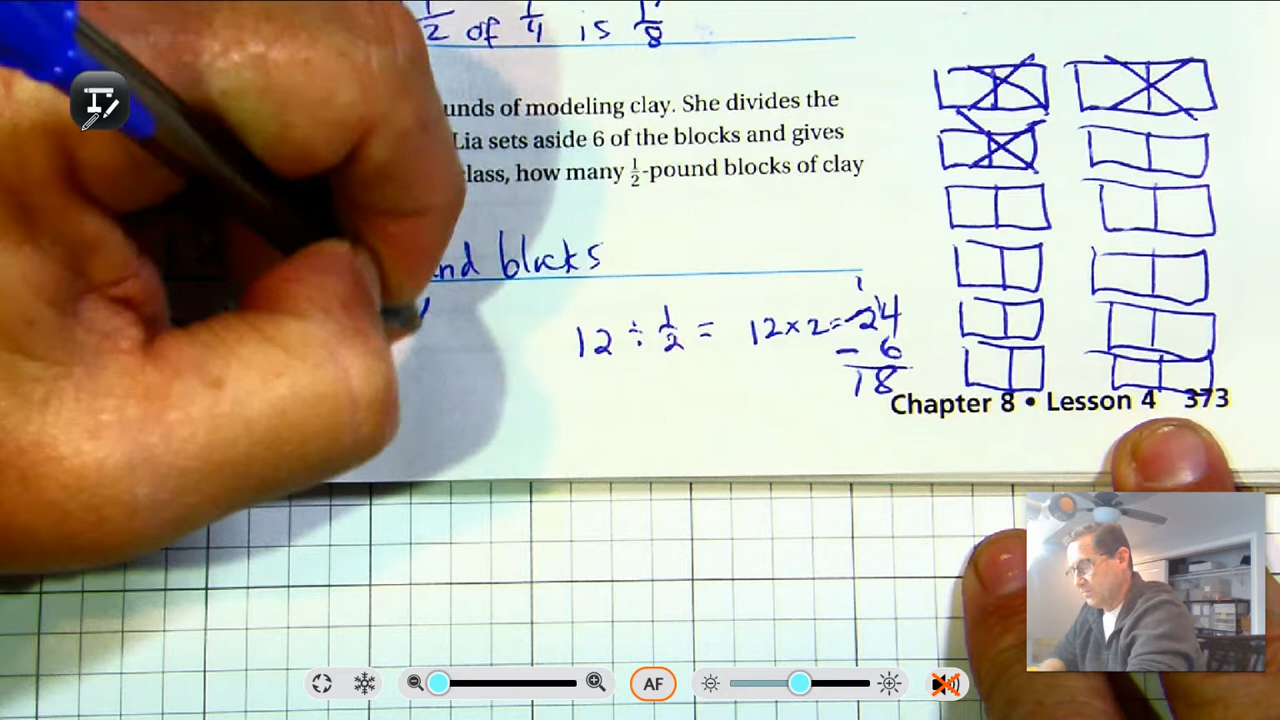 1/2 of 1/4 is 1/8
unds of modeling clay. She divides the
Lia sets aside 6 of the blocks and gives
lass, how many 1/2-pound blocks of clay
nd blocks
12 ÷ 1/2 = 12 x 2 = 24
- 6
18
Chapter 8 • Lesson 4 373
AF